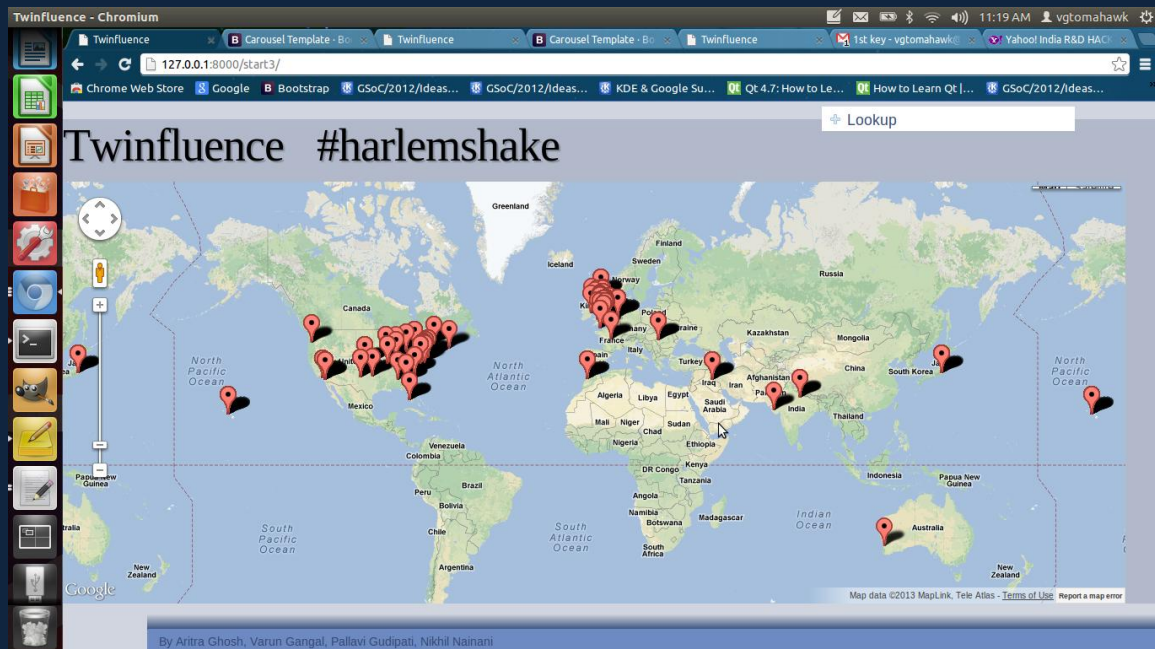 Twinfluence - Chromium
11:19 AM vgtomahawk
Twinfluence
Carousel Template · Bo
Twinfluence
Carousel Template · Bo
Twinfluence
1st key - vgtomahawk
Yahoo! India R&D HAC
127.0.0.1:8000/start3/
Chrome Web Store
Google
Bootstrap
GSoC/2012/Ideas...
GSoC/2012/Ideas...
KDE & Google Su...
Qt 4.7: How to Le...
How to Learn Qt |...
GSoC/2012/Ideas...
Lookup
Twinfluence #harlemshake
Greenland
Finland
Sweden
Iceland
Norway
Russia
Canada
Kazakhstan
Mongolia
France
Italy
Turkey
China
South Korea
North
Pacific
Ocean
North
Atlantic
Ocean
North
Pacific
Ocean
Iraq
Iran
Afghanistan
Algeria
Libya
Egypt
Saudi
Arabia
India
Mexico
Mali
Niger
Chad
Sudan
Thailand
Nigeria
Ethiopia
Venezuela
Colombia
DR Congo
Kenya
Tanzania
Indonesia
Papua New
Guinea
Papua New
Guinea
Peru
Brazil
Bolivia
Angola
Namibia
Botswana
Madagascar
Indian
Ocean
Australia
tralia
South
Pacific
Ocean
Chile
South
Atlantic
Ocean
South
Africa
Argentina
New
Zealand
New
Zealand
Google
Map data ©2013 MapLink, Tele Atlas - Terms of Use Report a map error
By Aritra Ghosh, Varun Gangal, Pallavi Gudipati, Nikhil Nainani